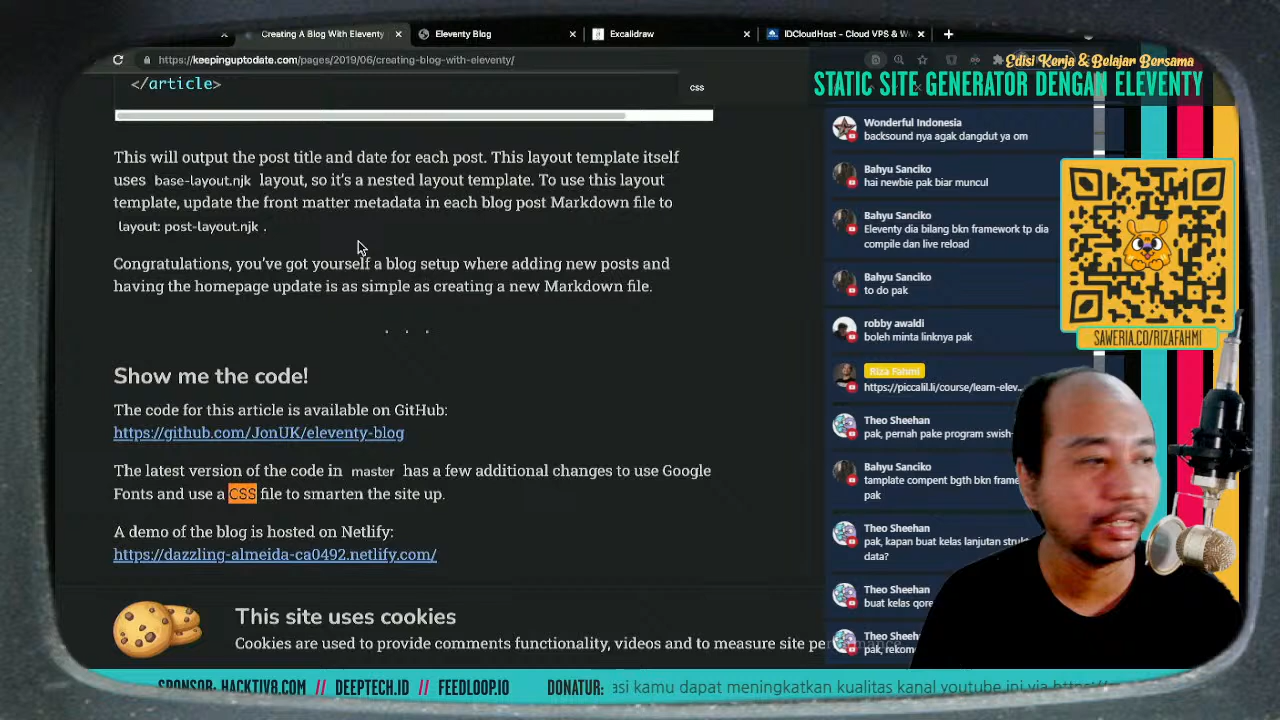 Creating A Blog With Eleventy
Eleventy Blog
Excalidraw
IDCloudHost - Cloud VPS & W
https://keepinguptodate.com/pages/2019/06/creating-blog-with-eleventy/
Edisi Kerja & Belajar Bersama
STATIC SITE GENERATOR DENGAN ELEVENTY
</article>
css
This will output the post title and date for each post. This layout template itself
uses base-layout.njk layout, so it's a nested layout template. To use this layout
template, update the front matter metadata in each blog post Markdown file to
layout: post-layout.njk .
Congratulations, you've got yourself a blog setup where adding new posts and
having the homepage update is as simple as creating a new Markdown file.
. . .
Show me the code!
The code for this article is available on GitHub:
https://github.com/JonUK/eleventy-blog
The latest version of the code in master has a few additional changes to use Google
Fonts and use a CSS file to smarten the site up.
A demo of the blog is hosted on Netlify:
https://dazzling-almeida-ca0492.netlify.com/
This site uses cookies
Cookies are used to provide comments functionality, videos and to measure site performance
Wonderful Indonesia
backsound nya agak dangdut ya om
Bahyu Sanciko
hai newbie pak biar muncul
Bahyu Sanciko
Eleventy dia bilang bkn framework tp dia
compile dan live reload
Bahyu Sanciko
to do pak
robby awaldi
boleh minta linknya pak
Riza Fahmi
https://piccalil.li/course/learn-elev...
Theo Sheehan
pak, pernah pake program swish-
Bahyu Sanciko
tamplate compent bgth bkn frame
pak
Theo Sheehan
pak, kapan buat kelas lanjutan strukt
data?
Theo Sheehan
buat kelas qore
Theo Shee
pak, rekome
SAWERIA.CO/RIZAFAHMI
SPONSOR: HACKTIV8.COM // DEEPTECH.ID // FEEDLOOP.IO
DONATUR: asi kamu dapat meningkatkan kualitas kanal youtube ini via https://